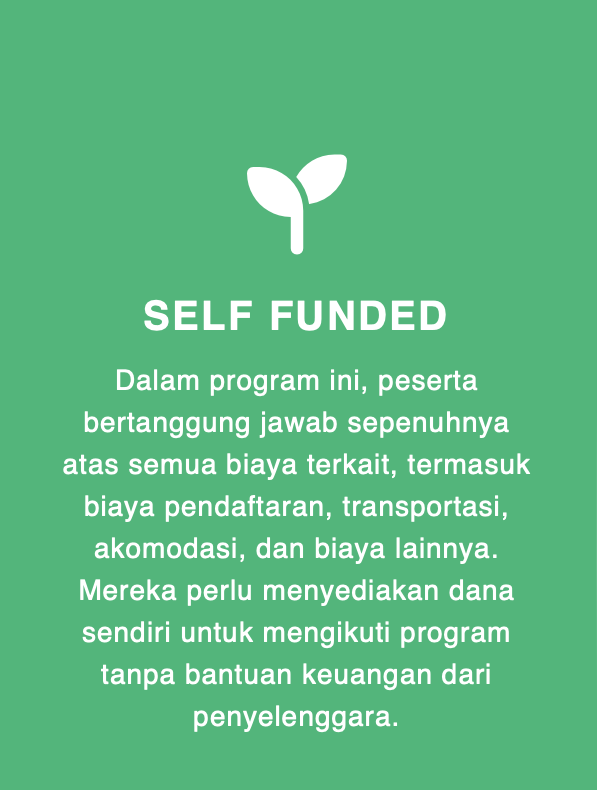 SELF FUNDED
Dalam program ini, peserta
bertanggung jawab sepenuhnya
atas semua biaya terkait, termasuk
biaya pendaftaran, transportasi,
akomodasi, dan biaya lainnya.
Mereka perlu menyediakan dana
sendiri untuk mengikuti program
tanpa bantuan keuangan dari
penyelenggara.